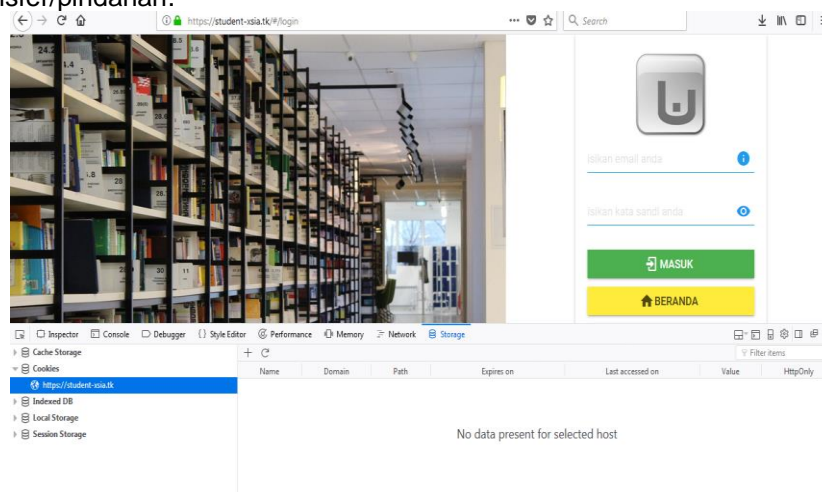 https://student-xsia.tk/#/login
Search
isikan email anda
isikan kata sandi anda
MASUK
BERANDA
Inspector Console Debugger {} Style Editor Performance Memory Network Storage
Cache Storage
Cookies
https://student-xsia.tk
Indexed DB
Local Storage
Session Storage
Filter items
Name Domain Path Expires on Last accessed on Value HttpOnly
No data present for selected host